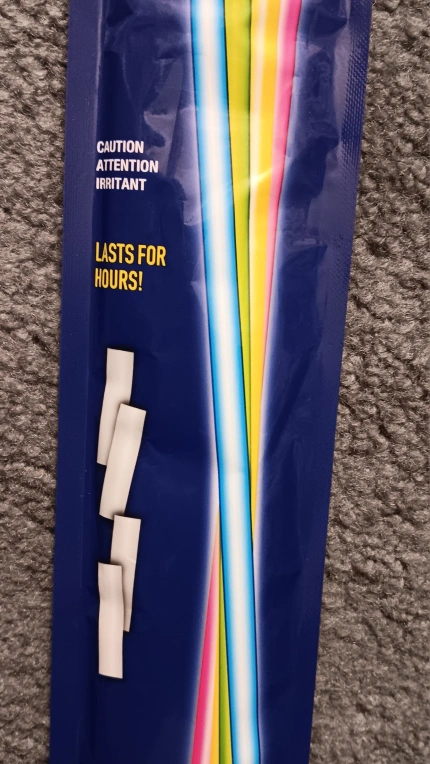 CAUTION
ATTENTION
IRRITANT
LASTS FOR
HOURS!